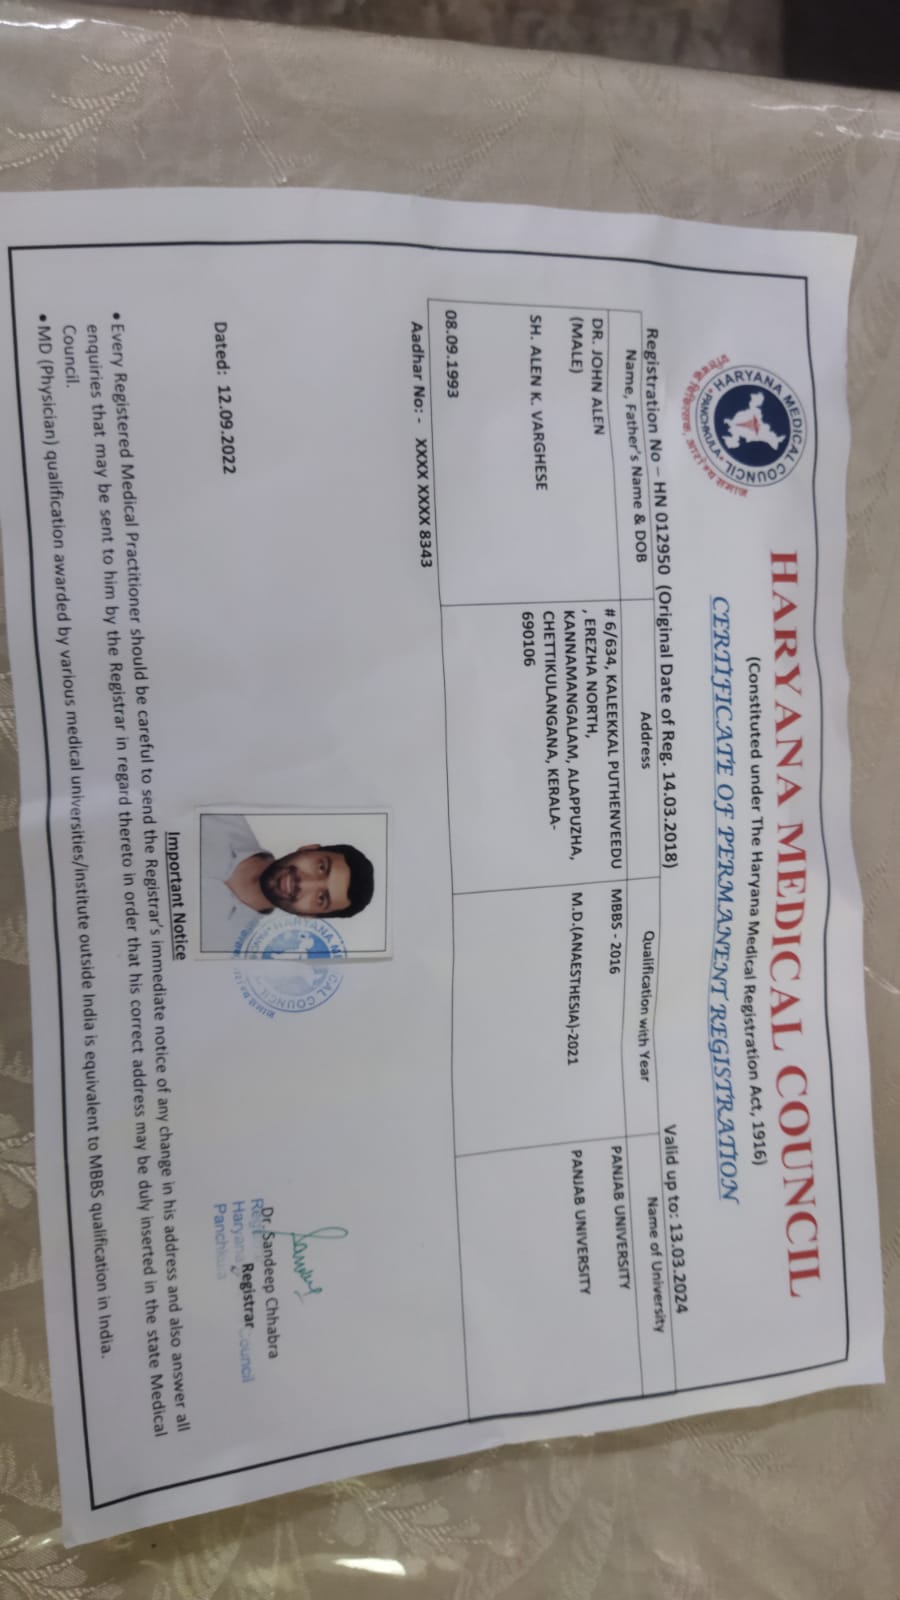 HARYANA MEDICAL COUNCIL
PANCHKULA
HARYANA MEDICAL COUNCIL
(Constituted under The Haryana Medical Registration Act, 1916)
CERTIFICATE OF PERMANENT REGISTRATION
Registration No – HN 012950 (Original Date of Reg. 14.03.2018) Valid up to: 13.03.2024
Name, Father's Name & DOB Address Qualification with Year Name of University
DR. JOHN ALEN
(MALE)
SH. ALEN K. VARGHESE
08.09.1993
# 6/634, KALEEKKAL PUTHENVEEDU
, EREZHA NORTH,
KANNAMANGALAM, ALAPPUZHA,
CHETTIKULANGANA, KERALA-
690106
MBBS - 2016 PANJAB UNIVERSITY
M.D.(ANAESTHESIA)-2021 PANJAB UNIVERSITY
Aadhar No: - XXXX XXXX 8343
Dated: 12.09.2022
Dr. Sandeep Chhabra
Registrar
Haryana Council
Panchkula
Important Notice
• Every Registered Medical Practitioner should be careful to send the Registrar's immediate notice of any change in his address and also answer all
enquiries that may be sent to him by the Registrar in regard thereto in order that his correct address may be duly inserted in the state Medical
Council.
• MD (Physician) qualification awarded by various medical universities/institute outside India is equivalent to MBBS qualification in India.